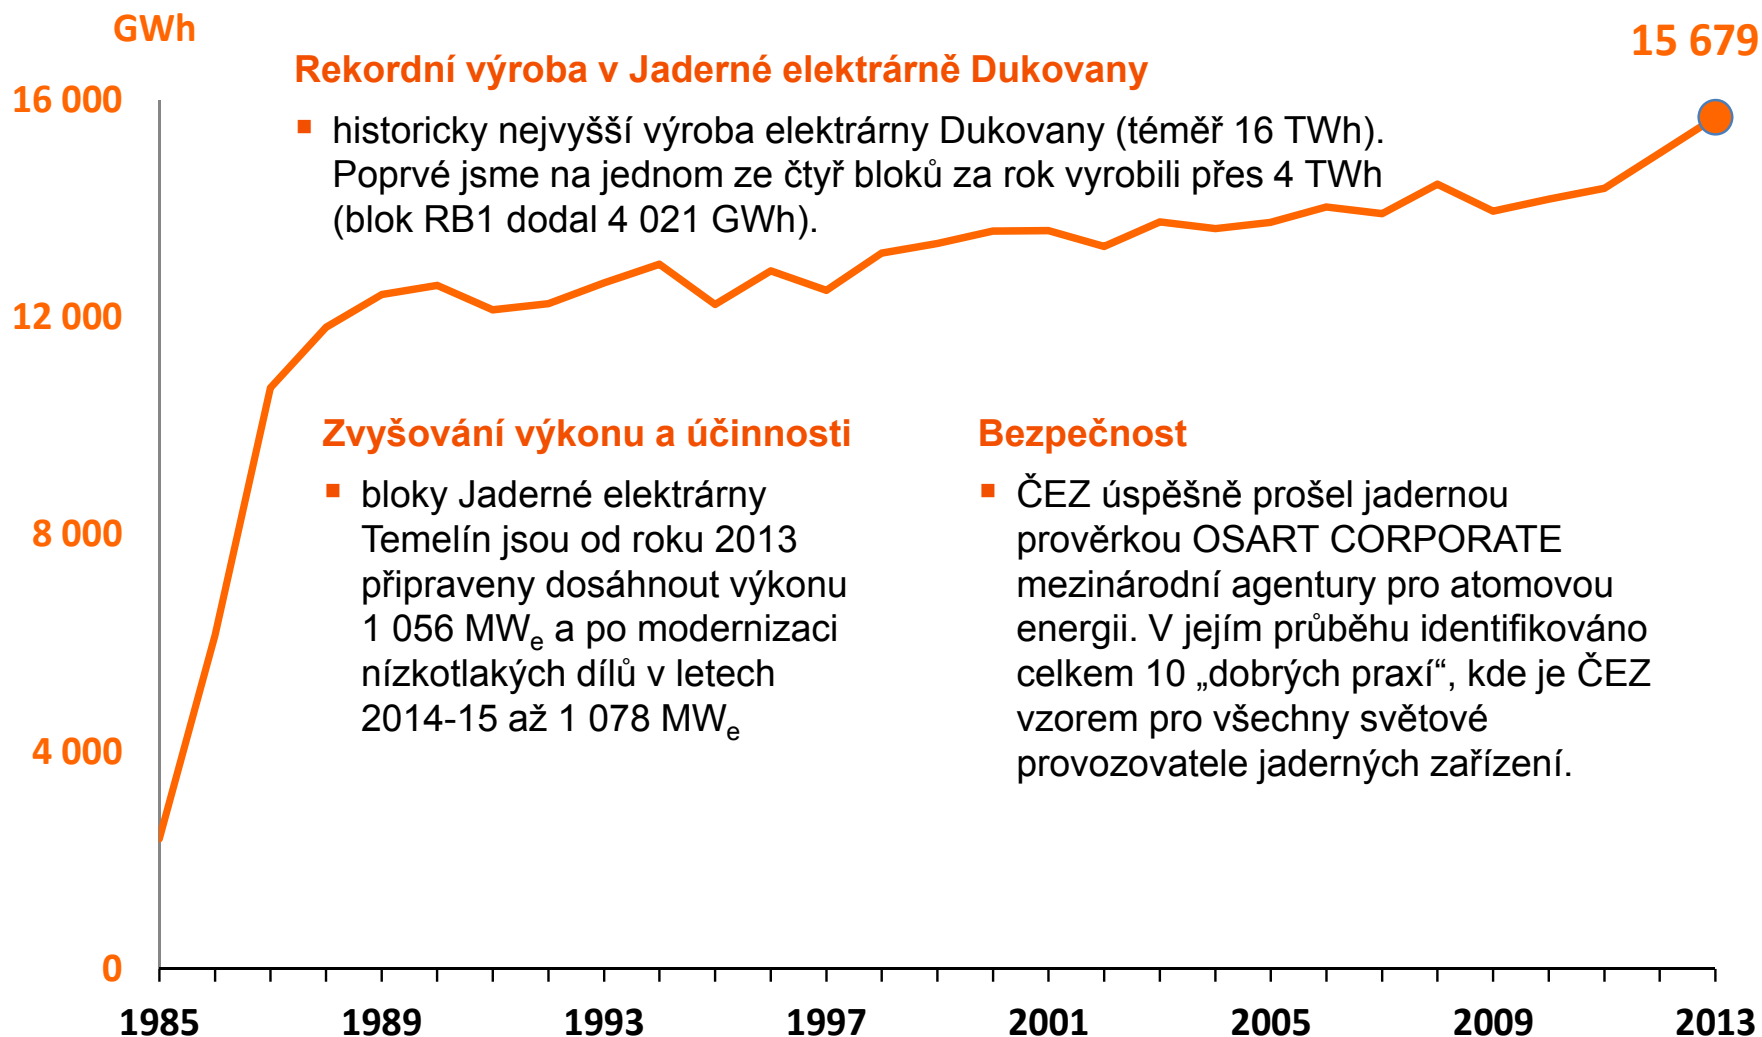 GWh
15 679
Rekordní výroba v Jaderné elektrárně Dukovany
▪ historicky nejvyšší výroba elektrárny Dukovany (téměř 16 TWh).
Poprvé jsme na jednom ze čtyř bloků za rok vyrobili přes 4 TWh
(blok RB1 dodal 4 021 GWh).
16 000
12 000
8 000
4 000
0
Zvyšování výkonu a účinnosti
▪ bloky Jaderné elektrárny
Temelín jsou od roku 2013
připraveny dosáhnout výkonu
1 056 MWe a po modernizaci
nízkotlakých dílů v letech
2014-15 až 1 078 MWe
Bezpečnost
▪ ČEZ úspěšně prošel jadernou
prověrkou OSART CORPORATE
mezinárodní agentury pro atomovou
energii. V jejím průběhu identifikováno
celkem 10 „dobrých praxí“, kde je ČEZ
vzorem pro všechny světové
provozovatele jaderných zařízení.
1985 1989 1993 1997 2001 2005 2009 2013